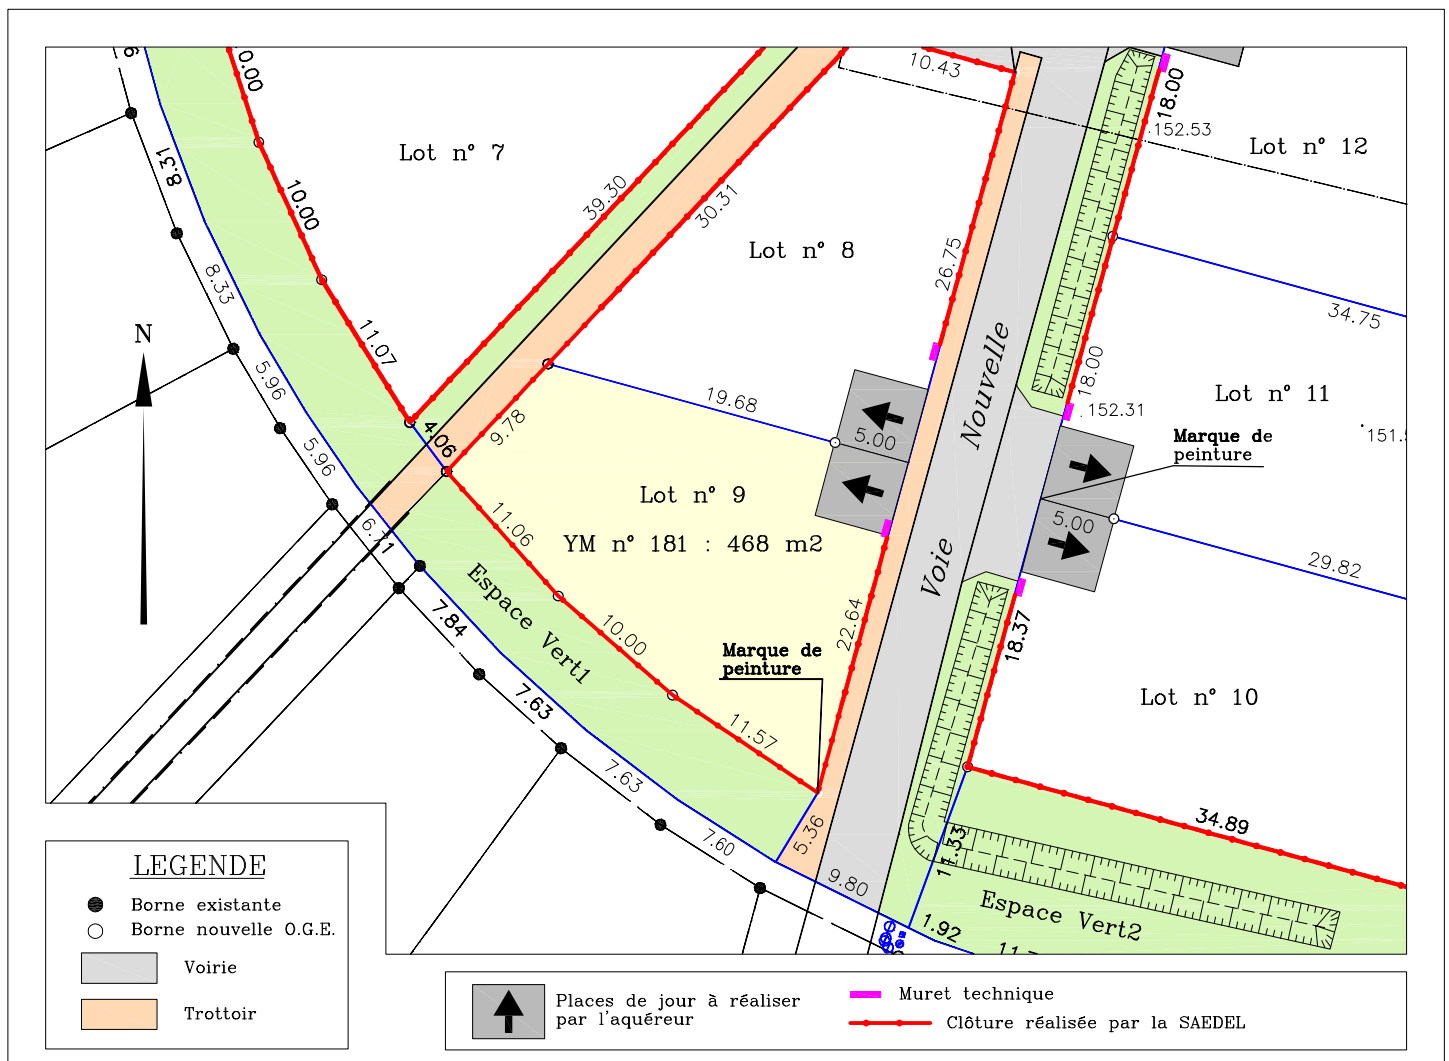 10.00
10.43
18.00
152.53
Lot n° 12
Lot n° 7
8.31
10.00
39.30
30.31
Lot n° 8
26.75
34.75
8.33
N
11.07
Nouvelle
18.00
Lot n° 11
152.31
5.96
19.68
4.06
9.78
5.00
Marque de
peinture
5.96
Lot n° 9
11.06
6.71
YM n° 181 : 468 m2
5.00
Voie
29.82
Espace Vert1
7.84
10.00
22.64
18.37
Marque de
peinture
Lot n° 10
7.63
11.57
7.63
34.89
5.36
11.33
7.60
9.80
Espace Vert2
1.92
LEGENDE
Borne existante
Borne nouvelle O.G.E.
Voirie
Trottoir
Places de jour à réaliser
par l'aquéreur
Muret technique
Clôture réalisée par la SAEDEL